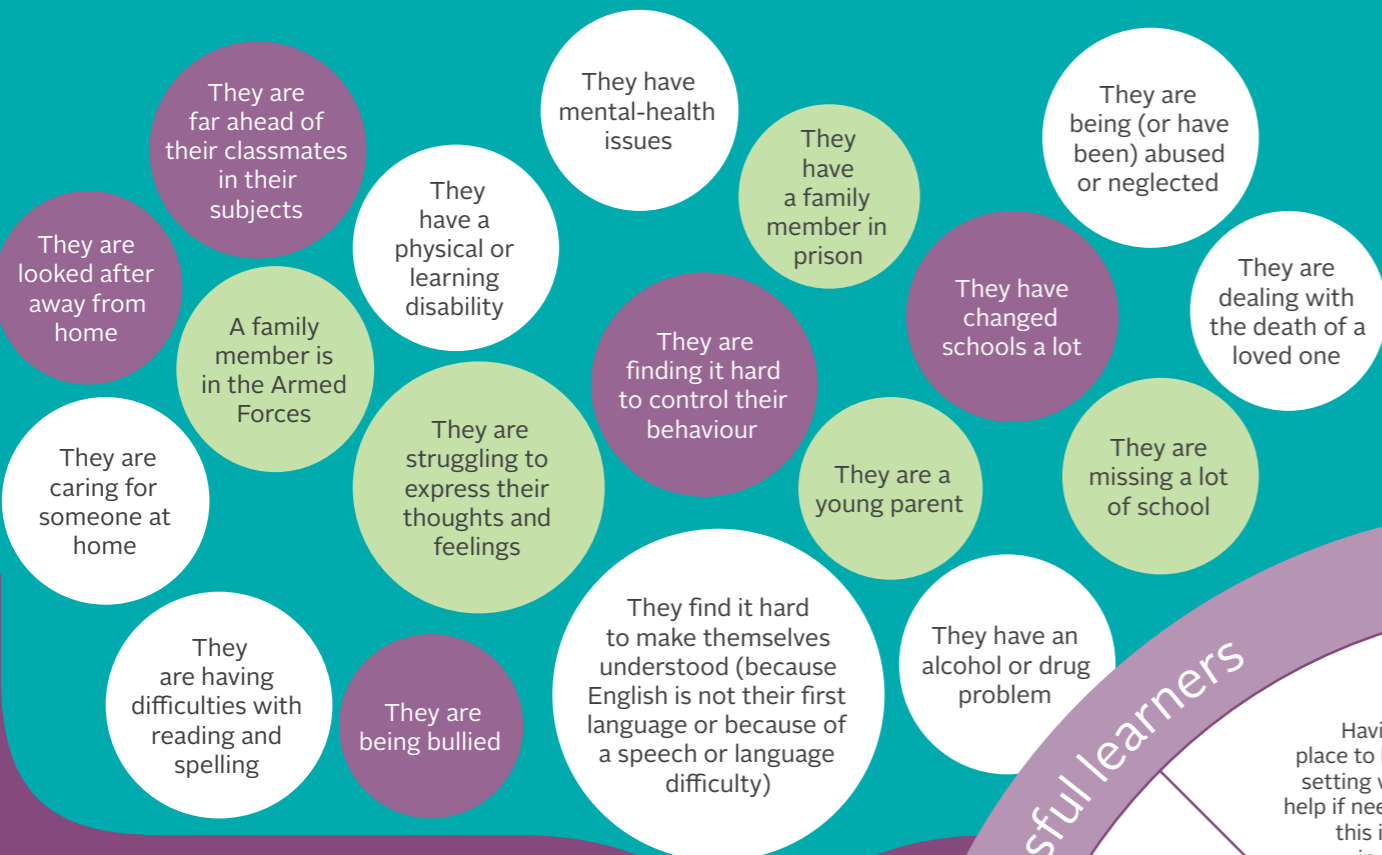 They are
far ahead of
their classmates
in their
subjects
They have
mental-health
issues
They
have
a family
member in
prison
They are
being (or have
been) abused
or neglected
They are
looked after
away from
home
They
have a
physical or
learning
disability
They have
changed
schools a lot
They are
dealing with
the death of a
loved one
A family
member is
in the Armed
Forces
They are
finding it hard
to control their
behaviour
They are
caring for
someone at
home
They are
struggling to
express their
thoughts and
feelings
They are a
young parent
They are
missing a lot
of school
They
are having
difficulties with
reading and
spelling
They are
being bullied
They find it hard
to make themselves
understood (because
English is not their first
language or because of
a speech or language
difficulty)
They have an
alcohol or drug
problem
sful learners
place to
setting
help if
this